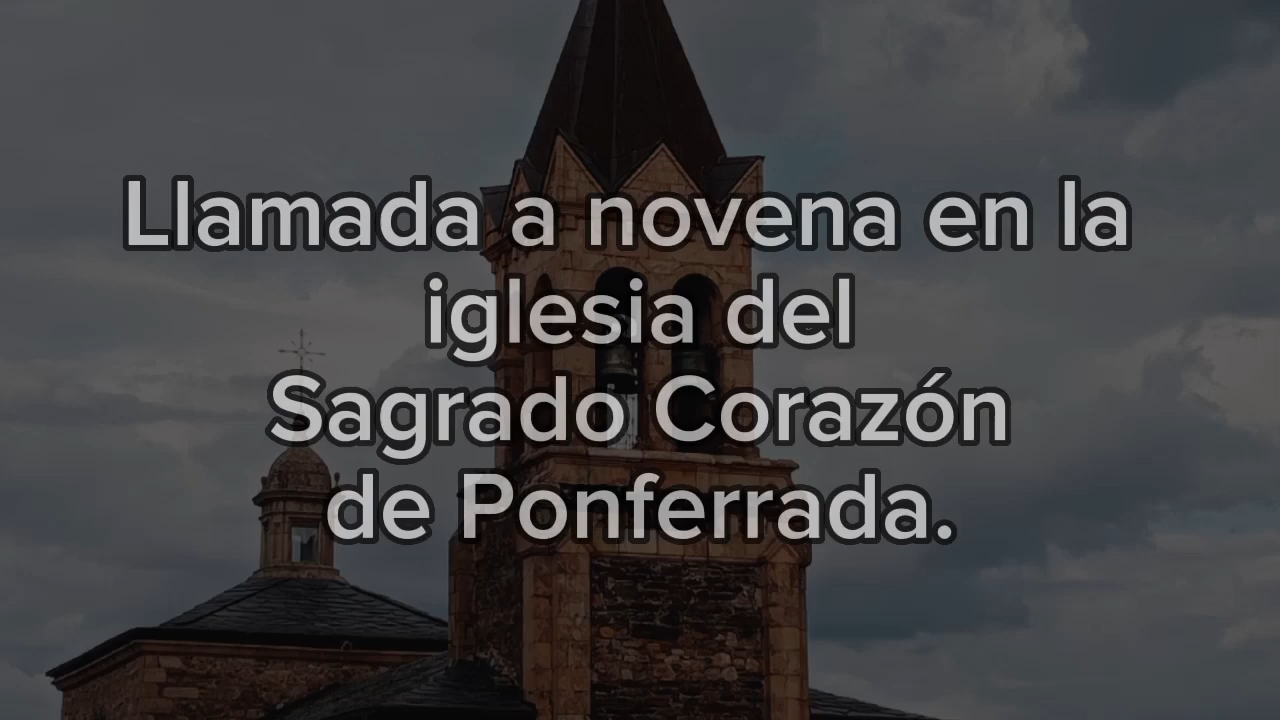 Llamada a novena en la
iglesia del
Sagrado Corazón
de Ponferrada.